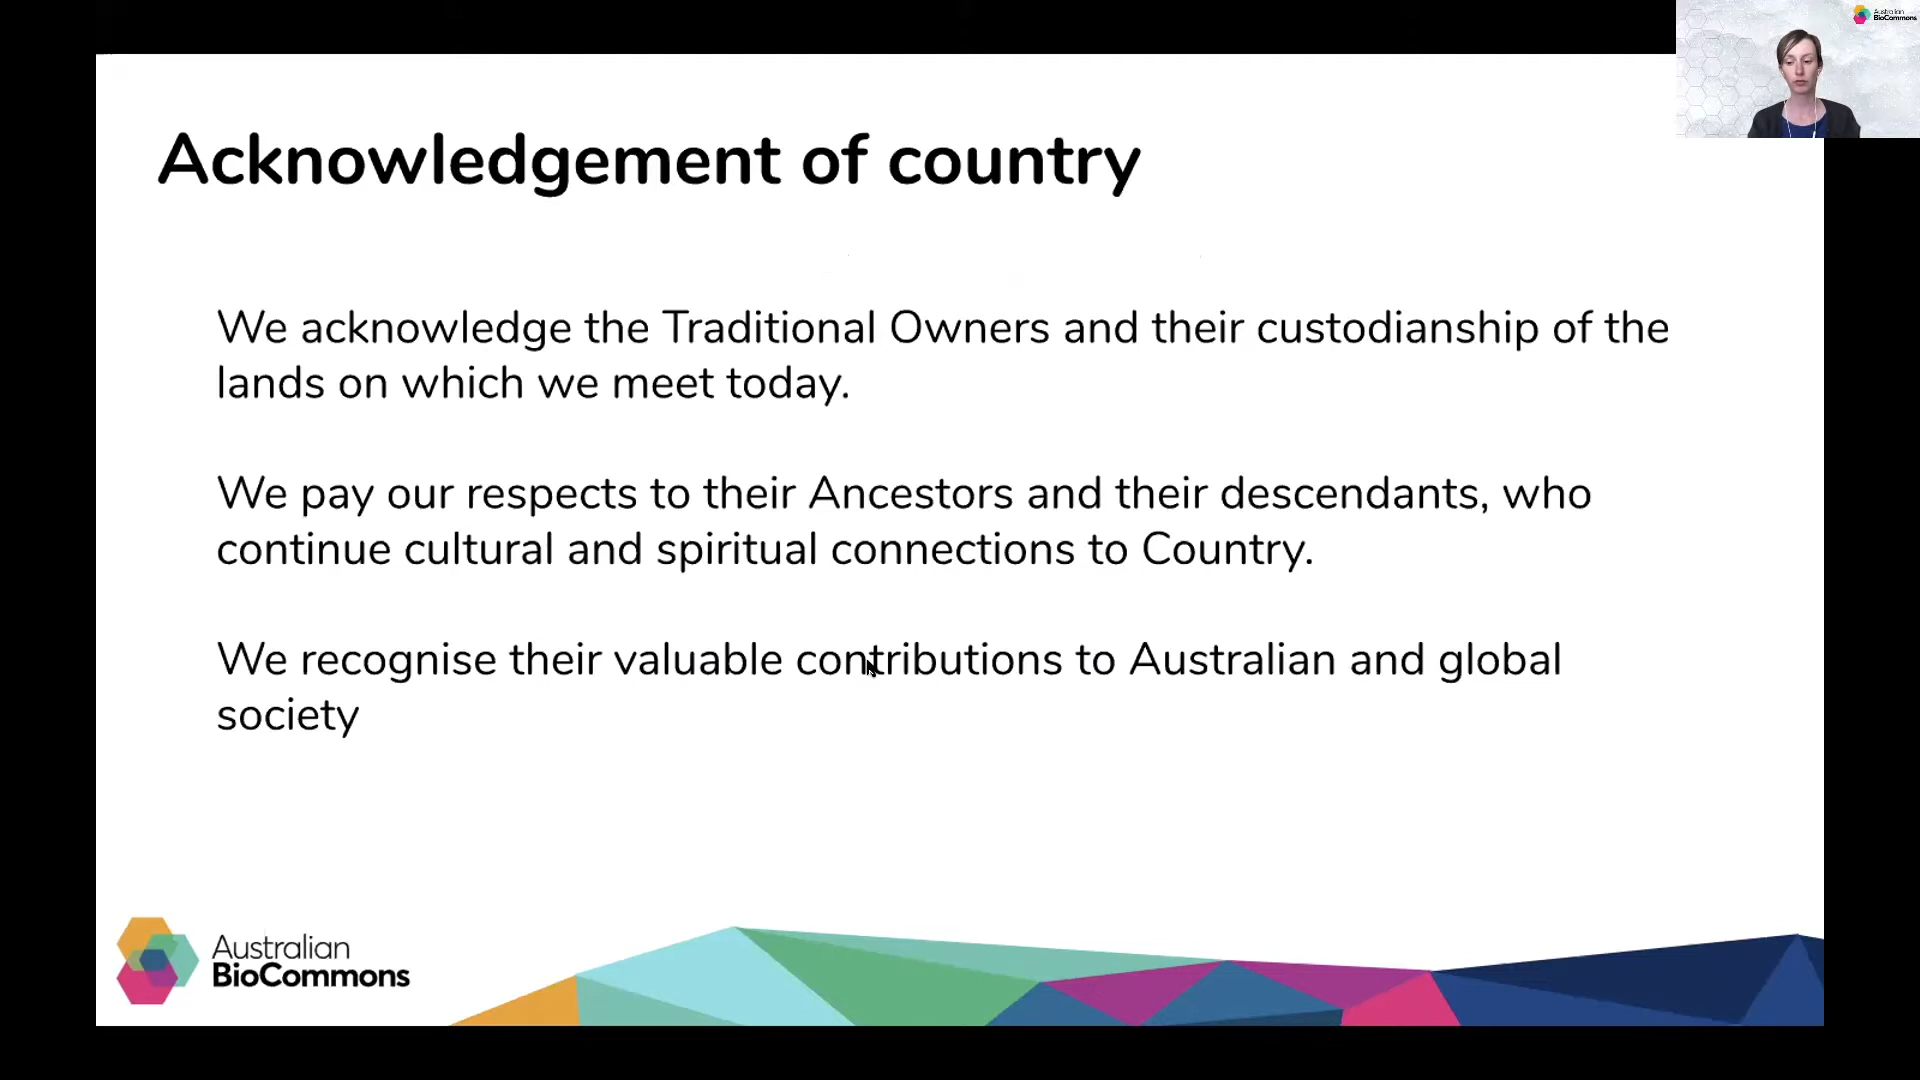 Australian
BioCommons
Acknowledgement of country
We acknowledge the Traditional Owners and their custodianship of the
lands on which we meet today.
We pay our respects to their Ancestors and their descendants, who
continue cultural and spiritual connections to Country.
We recognise their valuable contributions to Australian and global
society
Australian
BioCommons